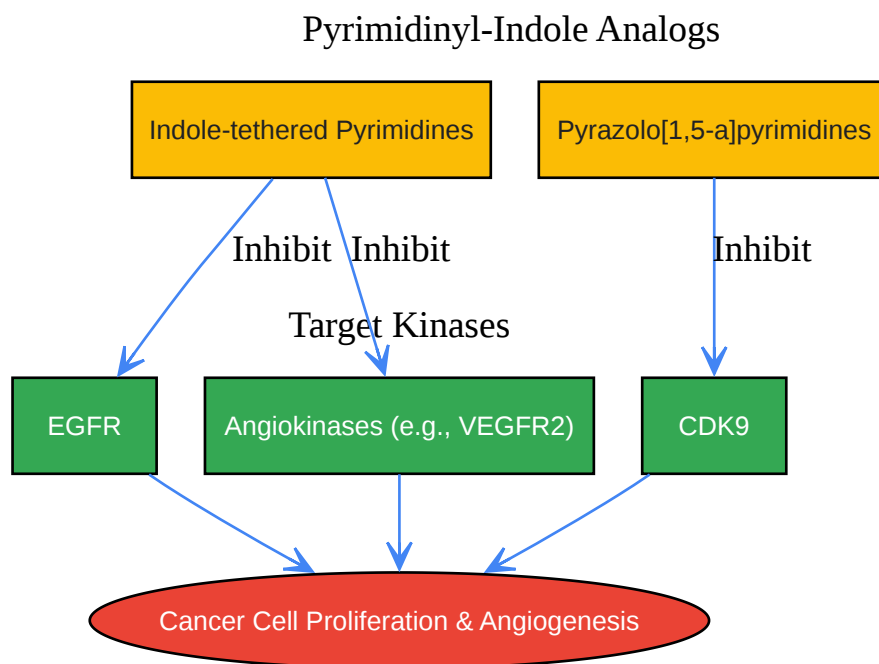 Pyrimidinyl-Indole Analogs
Indole-tethered Pyrimidines
Pyrazolo[1,5-a]pyrimidines
Inhibit
Inhibit
Inhibit
Target Kinases
EGFR
Angiokinases (e.g., VEGFR2)
CDK9
Cancer Cell Proliferation & Angiogenesis